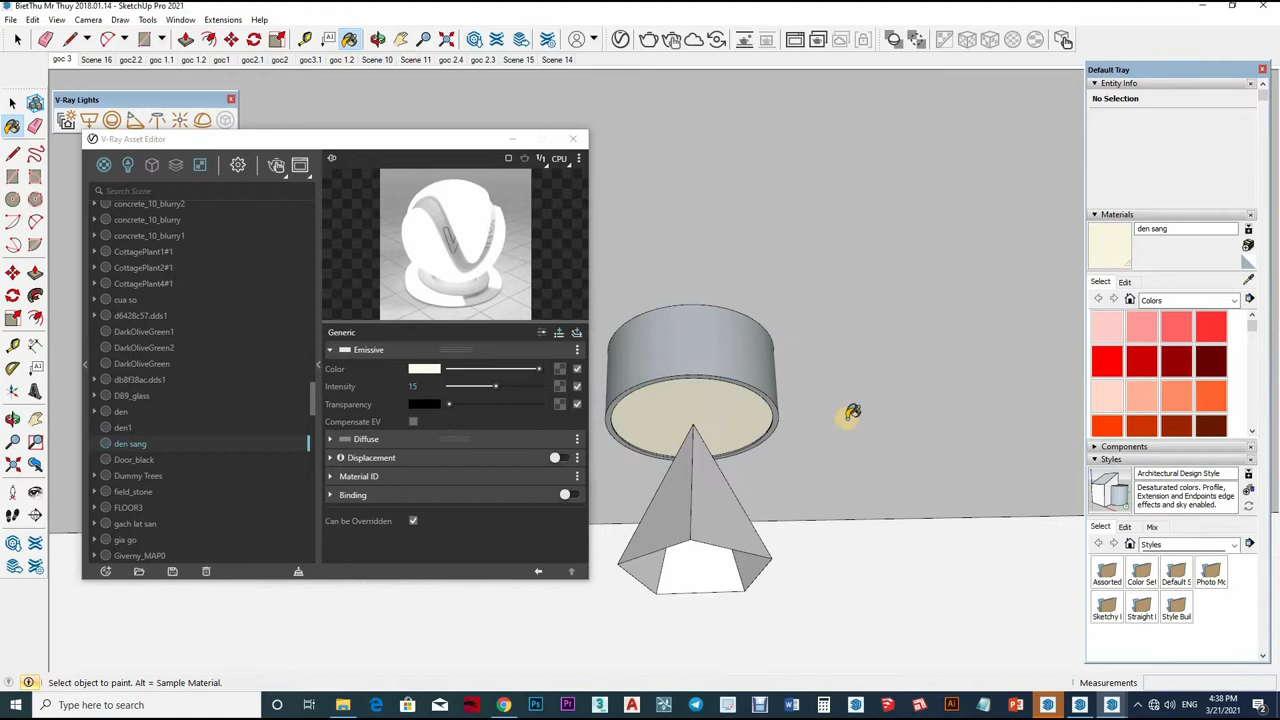 BietThu Mr Thuy 2018.01.14 - SketchUp Pro 2021
File Edit View Camera Draw Tools Window Extensions Help
goc 3 Scene 16 goc2.2 goc 1.1 goc 1.2 goc1 goc2.1 goc2 goc3.1 goc 1.2 Scene 10 Scene 11 goc 2.4 goc 2.3 Scene 15 Scene 14
V-Ray Lights
V-Ray Asset Editor
1/1 CPU
Search Scene
concrete_10_blurry2
concrete_10_blurry
concrete_10_blurry1
CottagePlant1#1
CottagePlant2#1
CottagePlant4#1
cua so
d6428c57.dds1
DarkOliveGreen1
DarkOliveGreen2
DarkOliveGreen
db8f38ac.dds1
DB9_glass
den
den1
den sang
Door_black
Dummy Trees
field_stone
FLOOR3
gach lat san
gia go
Giverny_MAP0
Generic
Emissive
Color
Intensity 15
Transparency
Compensate EV
Diffuse
Displacement
Material ID
Binding
Can be Overridden
Default Tray
Entity Info
No Selection
Materials
den sang
Select Edit
Colors
Components
Styles
Architectural Design Style
Desaturated colors. Profile,
Extension and Endpoints edge
effects and sky enabled.
Select Edit Mix
Styles
Assorted Color Se Default S Photo Mo
Sketchy I Straight I Style Buil
Select object to paint. Alt = Sample Material.
Measurements
Type here to search
4:38 PM
3/21/2021